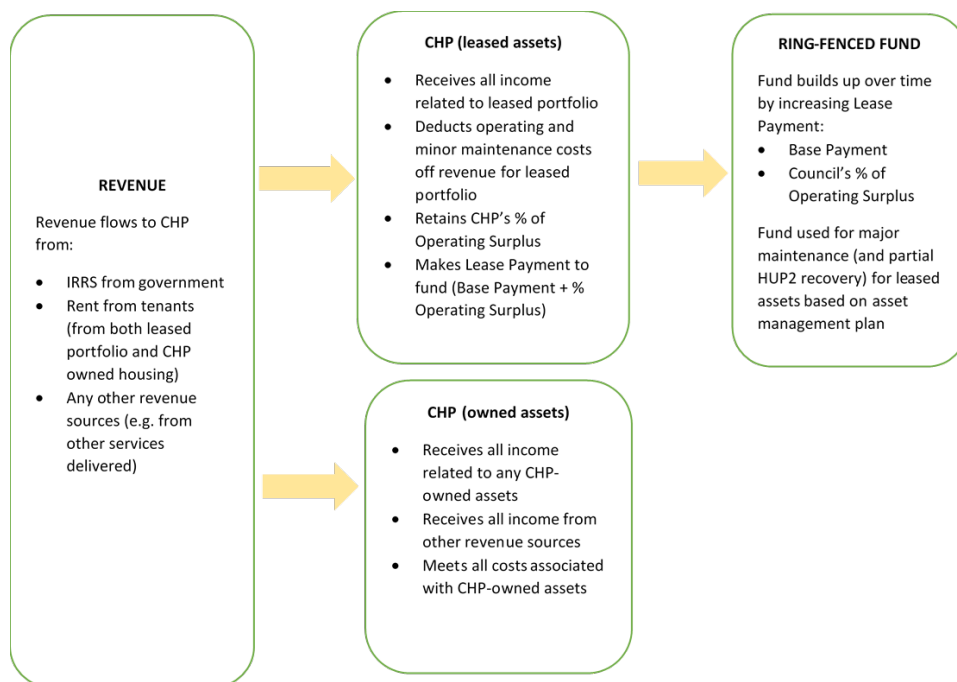 REVENUE
Revenue flows to CHP
from:
• IRRS from government
• Rent from tenants
(from both leased
portfolio and CHP
owned housing)
• Any other revenue
sources (e.g. from
other services
delivered)
CHP (leased assets)
• Receives all income
related to leased portfolio
• Deducts operating and
minor maintenance costs
off revenue for leased
portfolio
• Retains CHP’s % of
Operating Surplus
• Makes Lease Payment to
fund (Base Payment + %
Operating Surplus)
CHP (owned assets)
• Receives all income
related to any CHP-
owned assets
• Receives all income from
other revenue sources
• Meets all costs associated
with CHP-owned assets
RING-FENCED FUND
Fund builds up over time
by increasing Lease
Payment:
• Base Payment
• Council’s % of
Operating Surplus
Fund used for major
maintenance (and partial
HUP2 recovery) for leased
assets based on asset
management plan